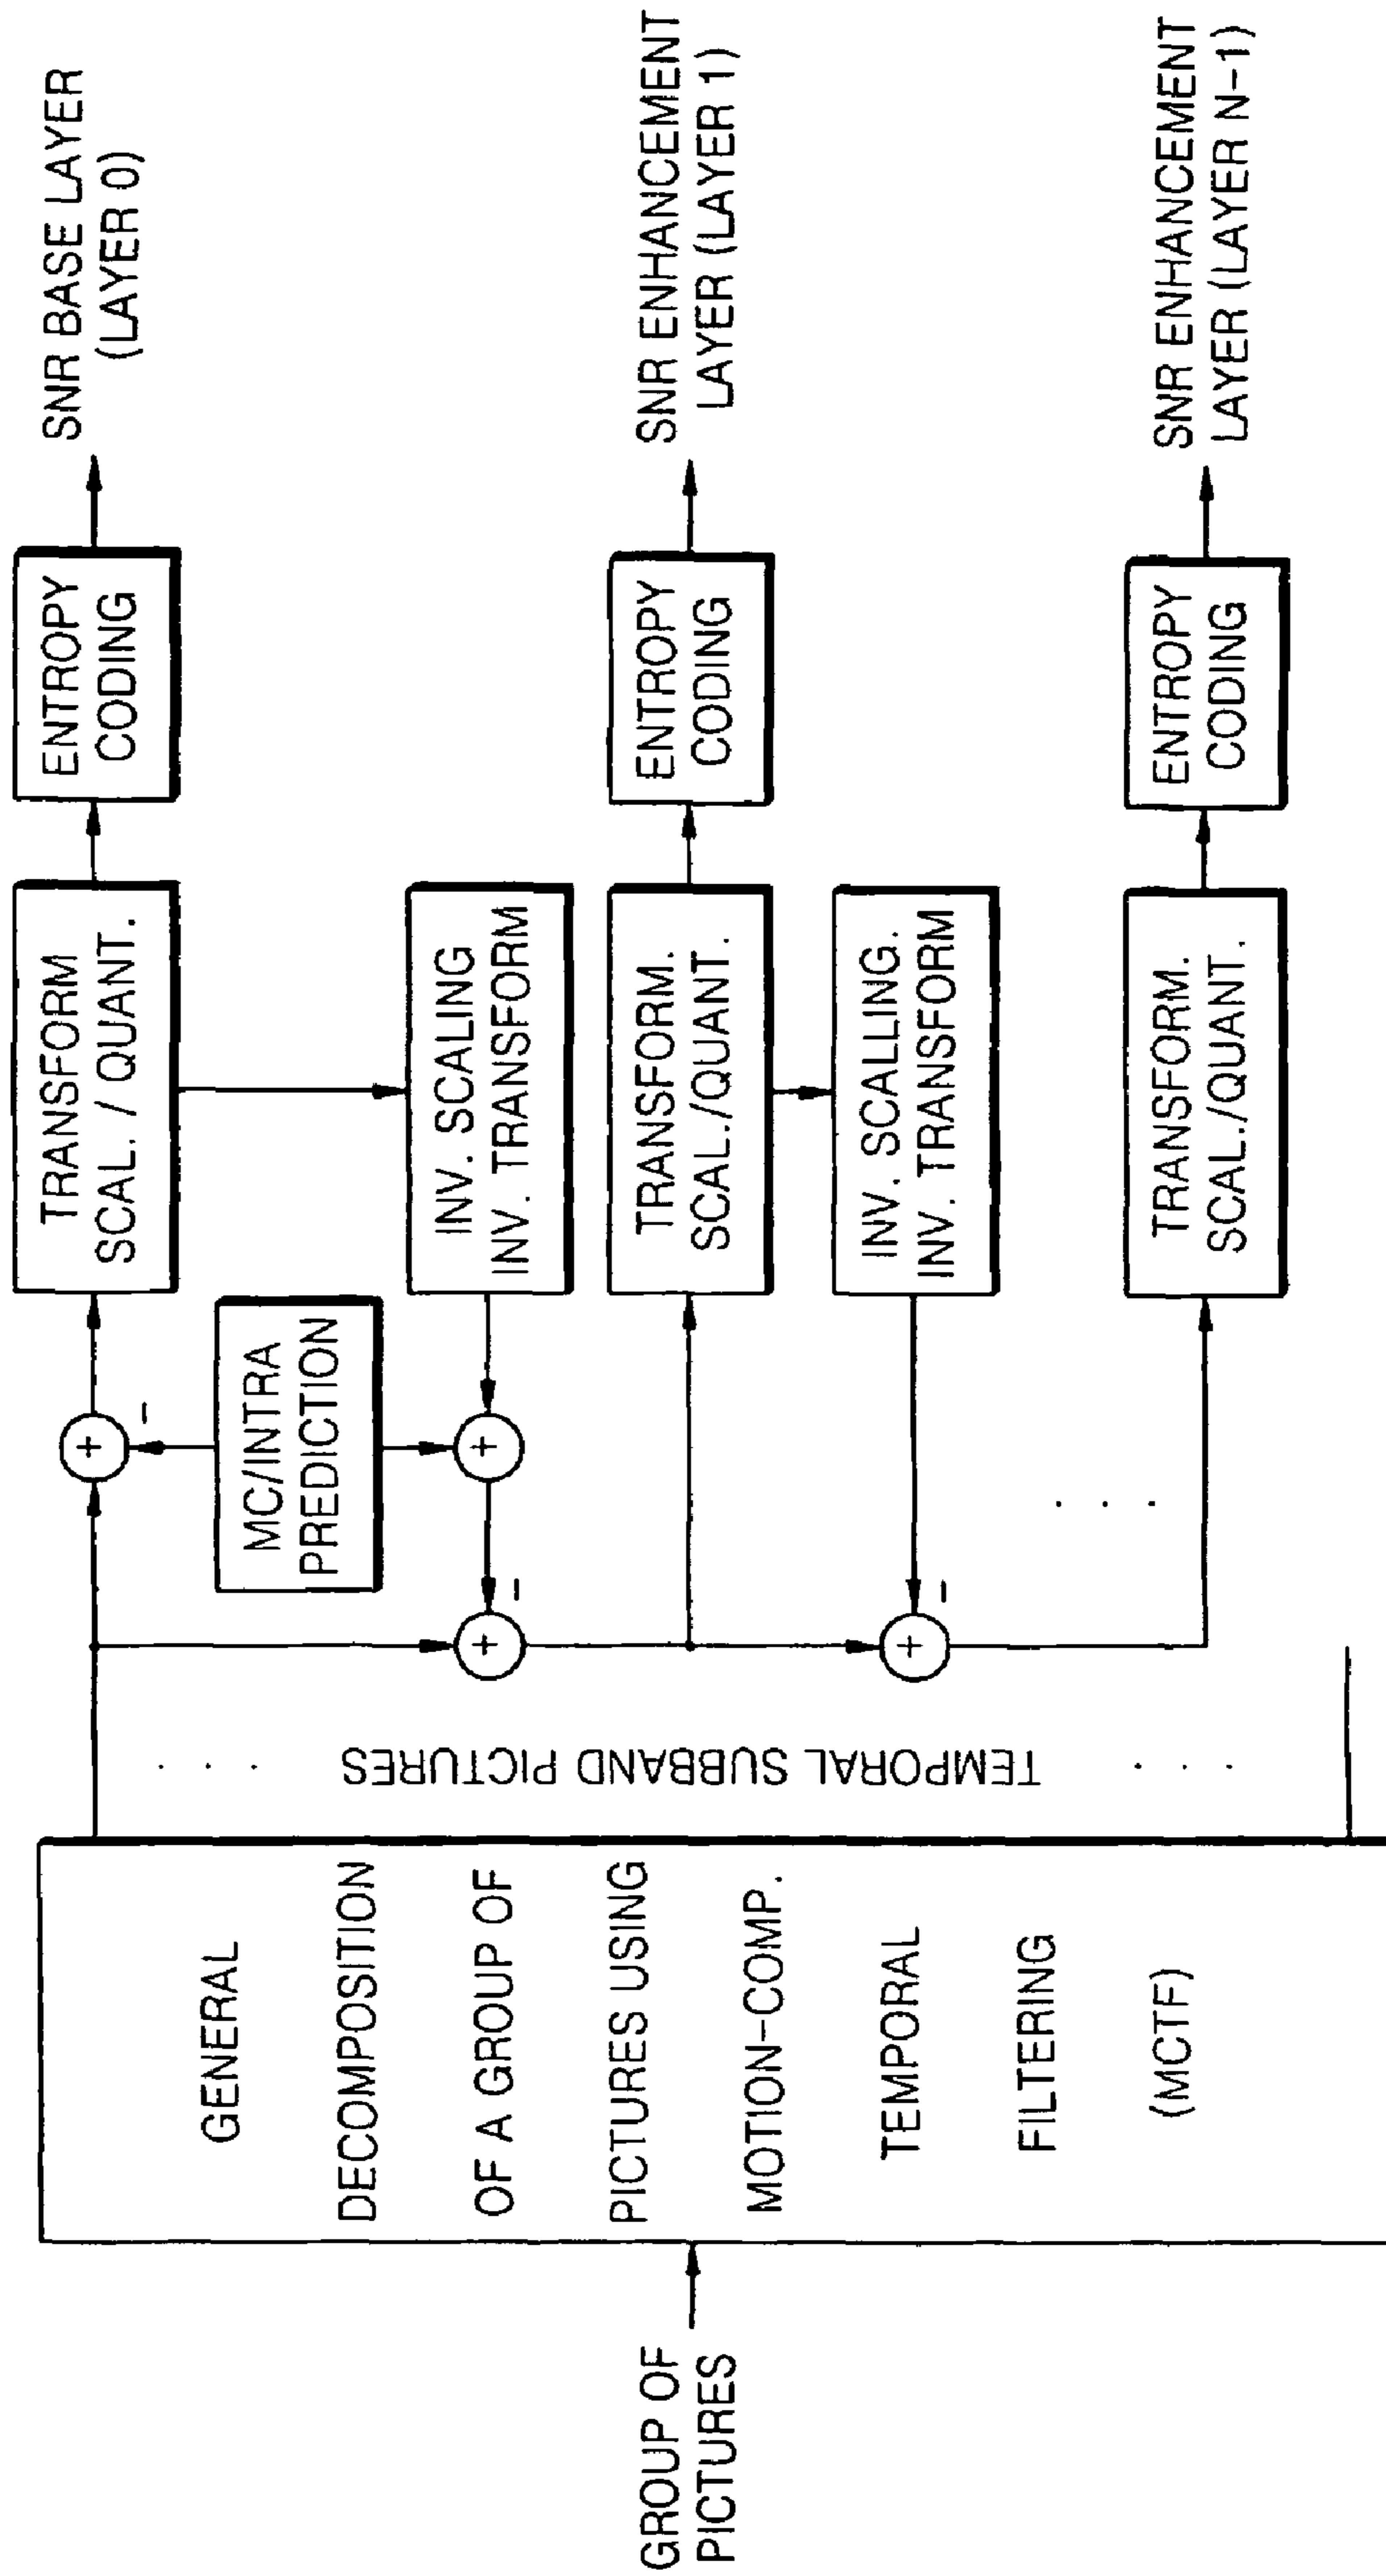 GROUP OF
PICTURES
GENERAL
DECOMPOSITION
OF A GROUP OF
PICTURES USING
MOTION-COMP.
TEMPORAL
FILTERING
(MCTF)
. . .
TEMPORAL SUBBAND PICTURES
. . .
+
-
MC/INTRA
PREDICTION
+
+
-
TRANSFORM
SCAL. / QUANT.
ENTROPY
CODING
SNR BASE LAYER
(LAYER 0)
INV. SCALING
INV. TRANSFORM
TRANSFORM.
SCAL./QUANT.
ENTROPY
CODING
SNR ENHANCEMENT
LAYER (LAYER 1)
INV. SCALLING.
INV. TRANSFORM
+
-
. . .
TRANSFORM.
SCAL./QUANT.
ENTROPY
CODING
SNR ENHANCEMENT
LAYER (LAYER N-1)